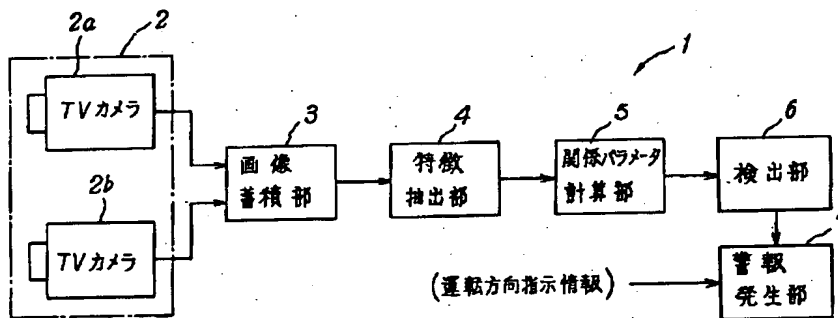 2
2a
TVカメラ
2b
TVカメラ
1
3
画像
蓄積部
4
特徴
抽出部
5
関係パラメータ
計算部
6
検出部
警報
発生部
(運転方向指示情報)